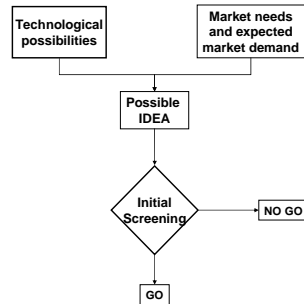 Technological
possibilities
Market needs
and expected
market demand
Possible
IDEA
Initial
Screening
NO GO
GO